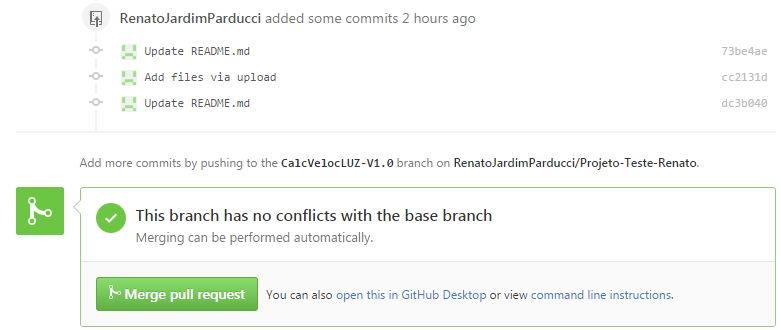 RenatoJardimParducci added some commits 2 hours ago
Update README.md 73be4ae
Add files via upload cc2131d
Update README.md dc3b040
Add more commits by pushing to the CalcVelocLUZ-V1.0 branch on RenatoJardimParducci/Projeto-Teste-Renato.
This branch has no conflicts with the base branch
Merging can be performed automatically.
Merge pull request You can also open this in GitHub Desktop or view command line instructions.